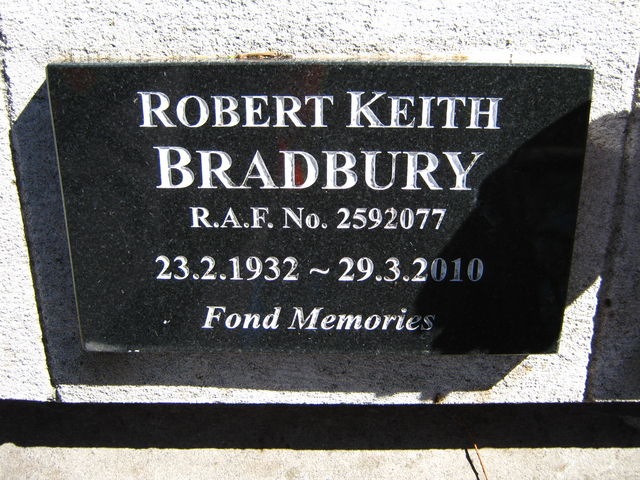 ROBERT KEITH
BRADBURY
R.A.F. No. 2592077
23.2.1932 ~ 29.3.2010
Fond Memories